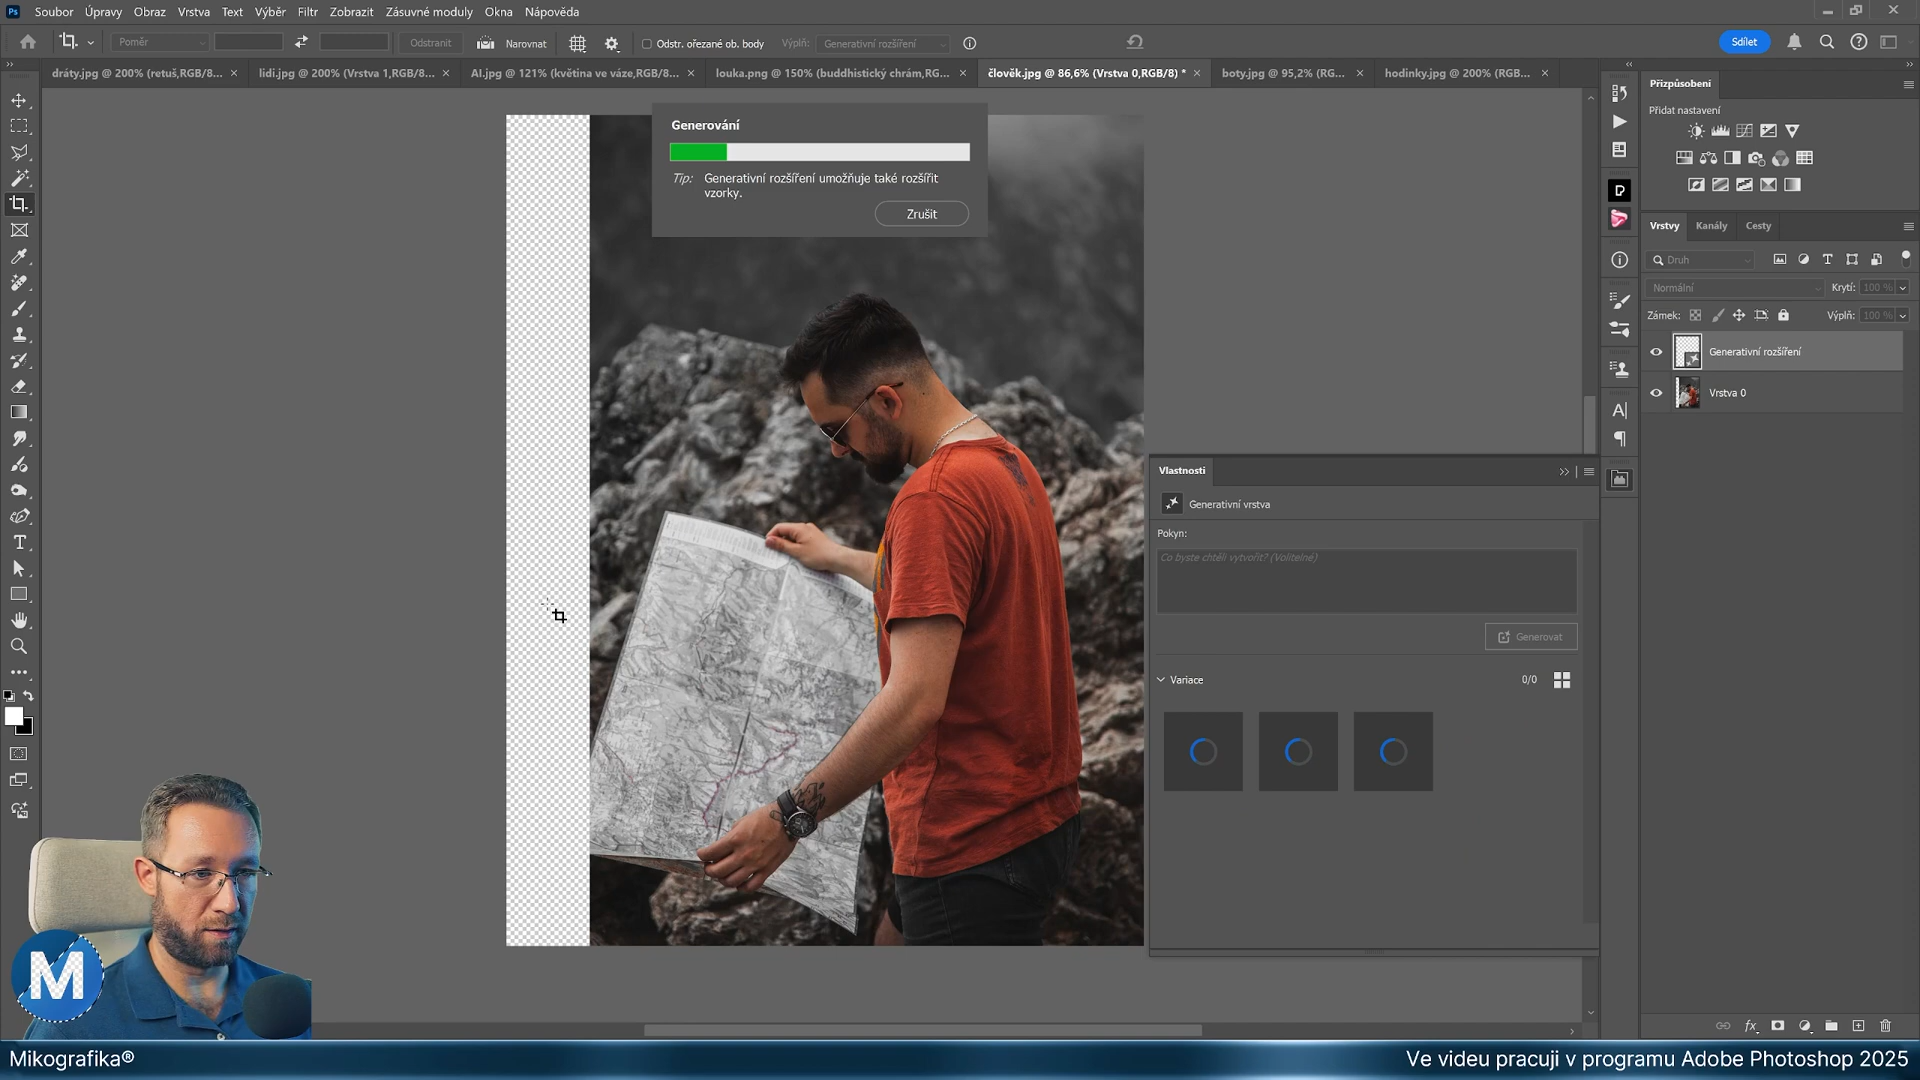 Ps Soubor Úpravy Obraz Vrstva Text Výběr Filtr Zobrazit Zásuvné moduly Okna Nápověda
Poměr Odstranit Narovnat Odstr. ořezané ob. body Výplň: Generativní rozšíření Sdílet
dráty.jpg @ 200% (retuš,RGB/8... lidi.jpg @ 200% (Vrstva 1,RGB/8... AI.jpg @ 121% (květina ve váze,RGB/8... louka.png @ 150% (buddhistický chrám,RG... člověk.jpg @ 86,6% (Vrstva 0,RGB/8) * boty.jpg @ 95,2% (RG... hodinky.jpg @ 200% (RGB...
Přizpůsobení
Přidat nastavení
Generování
Tip: Generativní rozšíření umožňuje také rozšířit
vzorky.
Zrušit
Vrstvy Kanály Cesty
Druh
Normální Krytí: 100 %
Zámek: Výplň: 100 %
Generativní rozšíření
Vrstva 0
Vlastnosti
Generativní vrstva
Pokyn:
Co byste chtěli vytvořit? (Volitelné)
Generovat
Variace 0/0
M
Mikografika®
Ve videu pracuji v programu Adobe Photoshop 2025